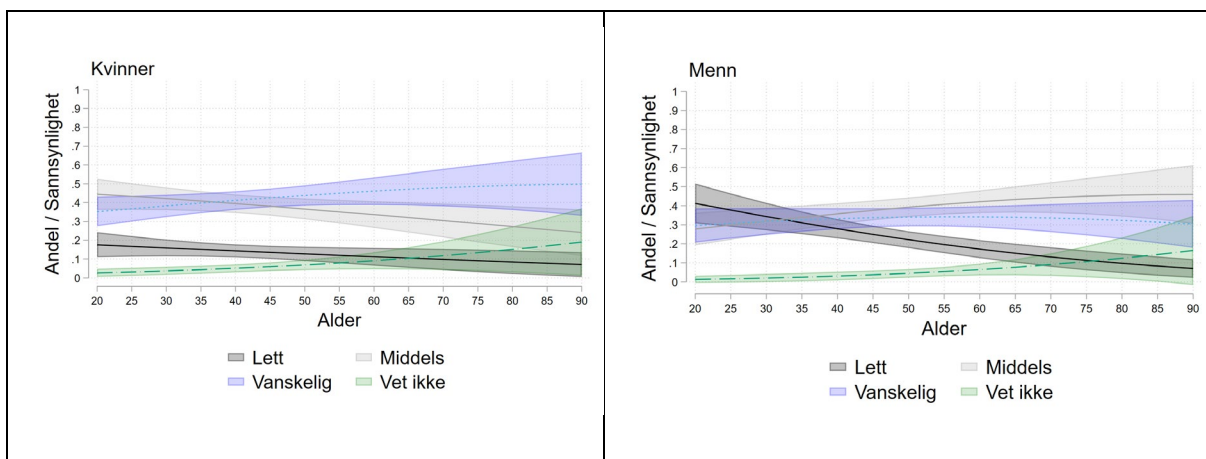 Kvinner
Andel / Sannsynlighet
1
.9
.8
.7
.6
.5
.4
.3
.2
.1
0
20 25 30 35 40 45 50 55 60 65 70 75 80 85 90
Alder
Lett Middels
Vanskelig Vet ikke
Menn
Andel / Sannsynlighet
1
.9
.8
.7
.6
.5
.4
.3
.2
.1
0
20 25 30 35 40 45 50 55 60 65 70 75 80 85 90
Alder
Lett Middels
Vanskelig Vet ikke